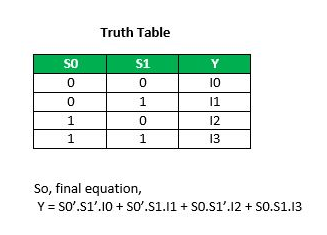 Truth Table
S0 S1 Y
0 0 I0
0 1 I1
1 0 I2
1 1 I3
So, final equation,
Y = S0'.S1'.I0 + S0'.S1.I1 + S0.S1'.I2 + S0.S1.I3